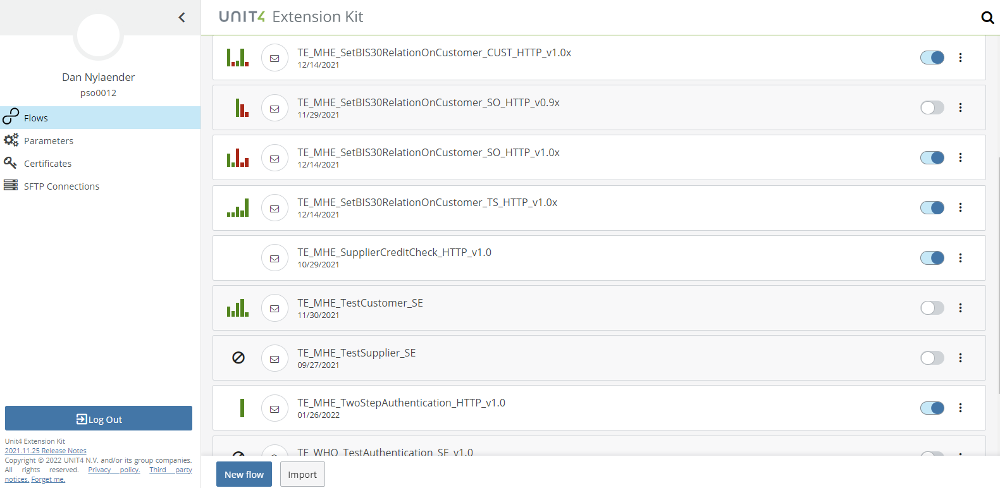 UNIT4 Extension Kit
Dan Nylaender
pso0012
Flows
Parameters
Certificates
SFTP Connections
Log Out
Unit4 Extension Kit
2021.11.25 Release Notes
Copyright © 2022 UNIT4 N.V. and/or its group companies.
All rights reserved. Privacy policy. Third party
notices. Forget me.
TE_MHE_SetBIS30RelationOnCustomer_CUST_HTTP_v1.0x
12/14/2021
TE_MHE_SetBIS30RelationOnCustomer_SO_HTTP_v0.9x
11/29/2021
TE_MHE_SetBIS30RelationOnCustomer_SO_HTTP_v1.0x
12/14/2021
TE_MHE_SetBIS30RelationOnCustomer_TS_HTTP_v1.0x
12/14/2021
TE_MHE_SupplierCreditCheck_HTTP_v1.0
10/29/2021
TE_MHE_TestCustomer_SE
11/30/2021
TE_MHE_TestSupplier_SE
09/27/2021
TE_MHE_TwoStepAuthentication_HTTP_v1.0
01/26/2022
TE_WHO_TestAuthentication_SE_v1.0
New flow
Import